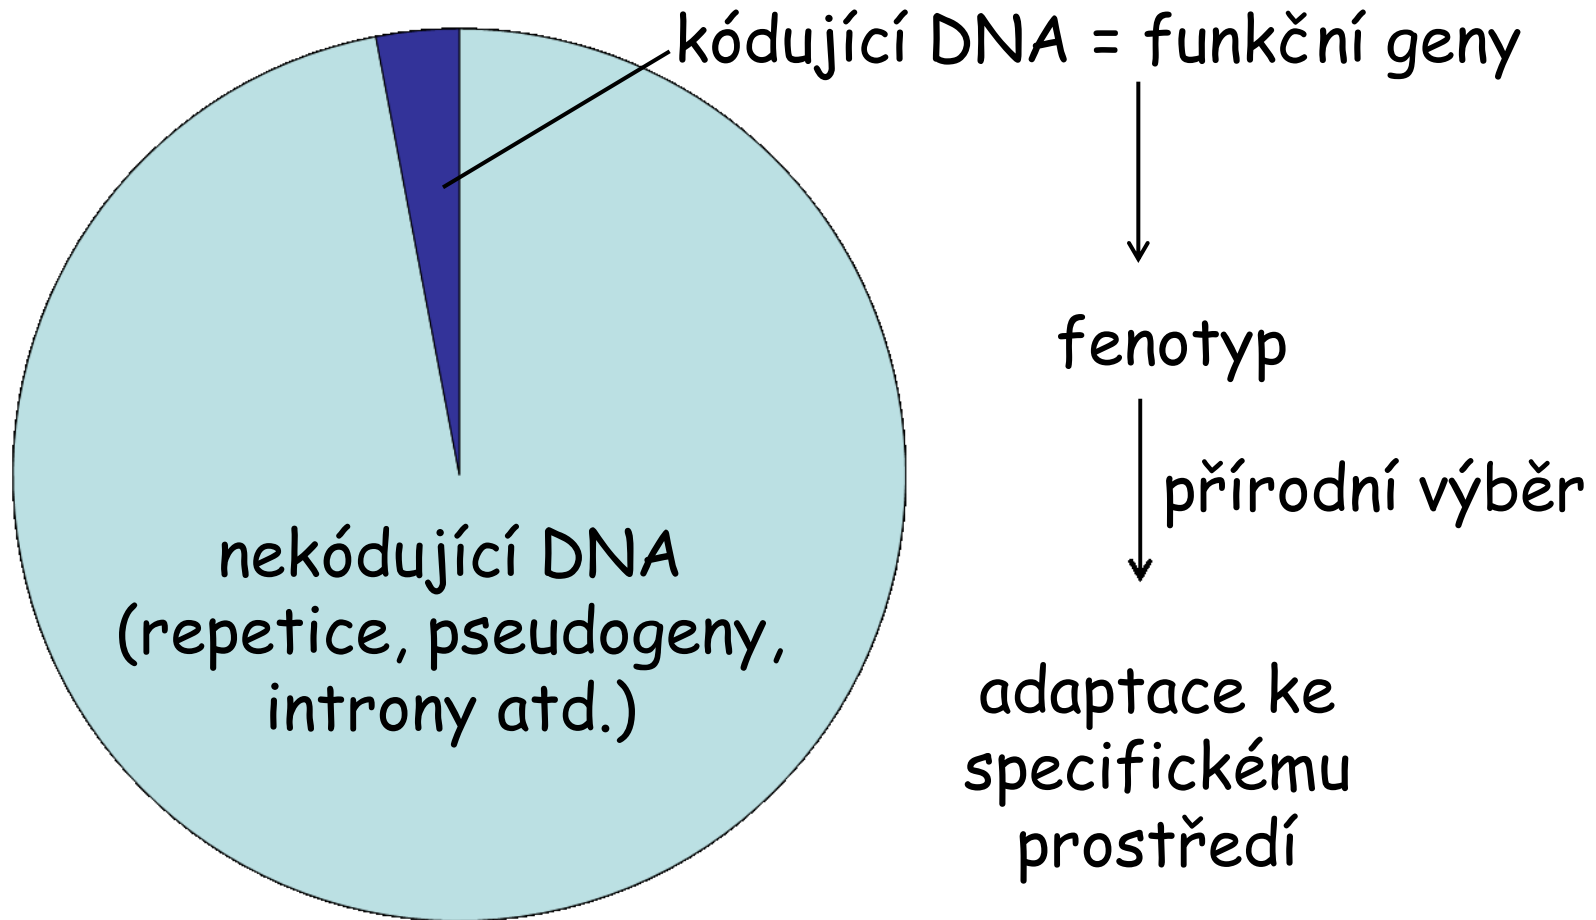 kódující DNA = funkční geny
fenotyp
přírodní výběr
nekódující DNA
(repetice, pseudogeny,
introny atd.)
adaptace ke
specifickému
prostředí